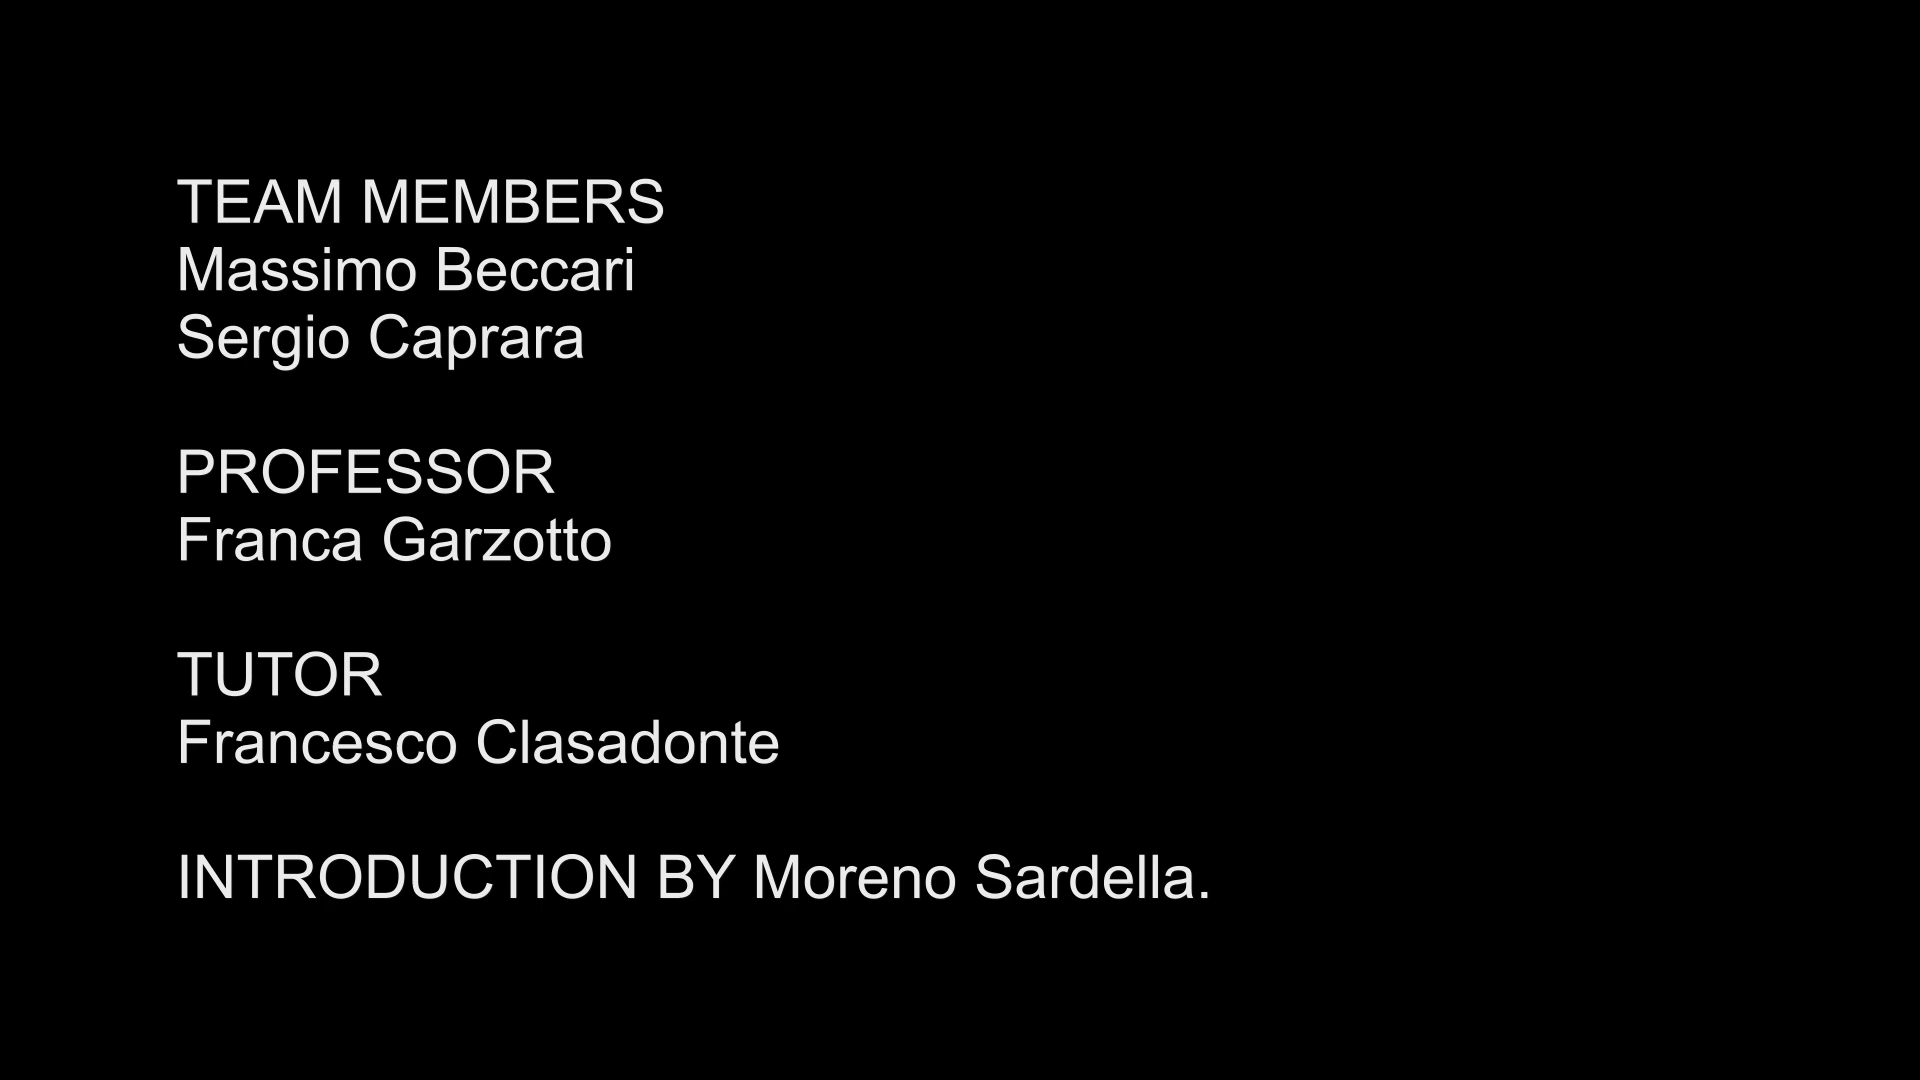 TEAM MEMBERS
Massimo Beccari
Sergio Caprara
PROFESSOR
Franca Garzotto
TUTOR
Francesco Clasadonte
INTRODUCTION BY Moreno Sardella.